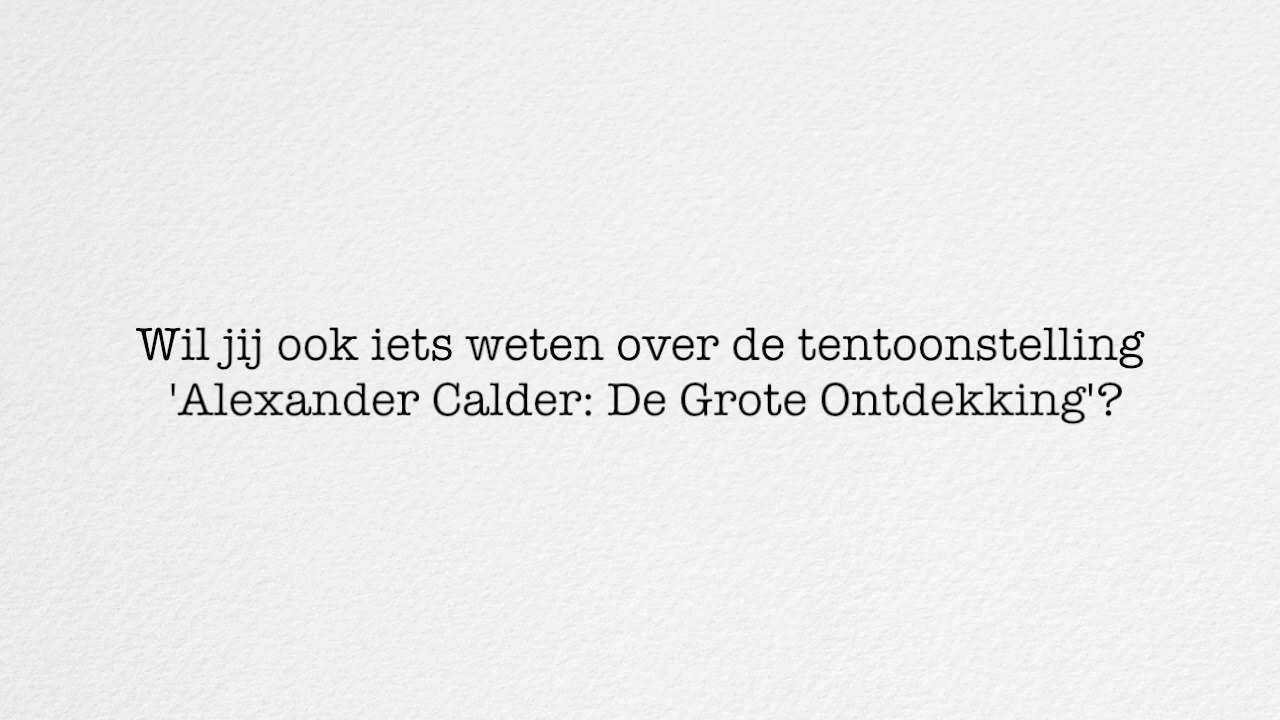 Wil jij ook iets weten over de tentoonstelling
'Alexander Calder: De Grote Ontdekking'?